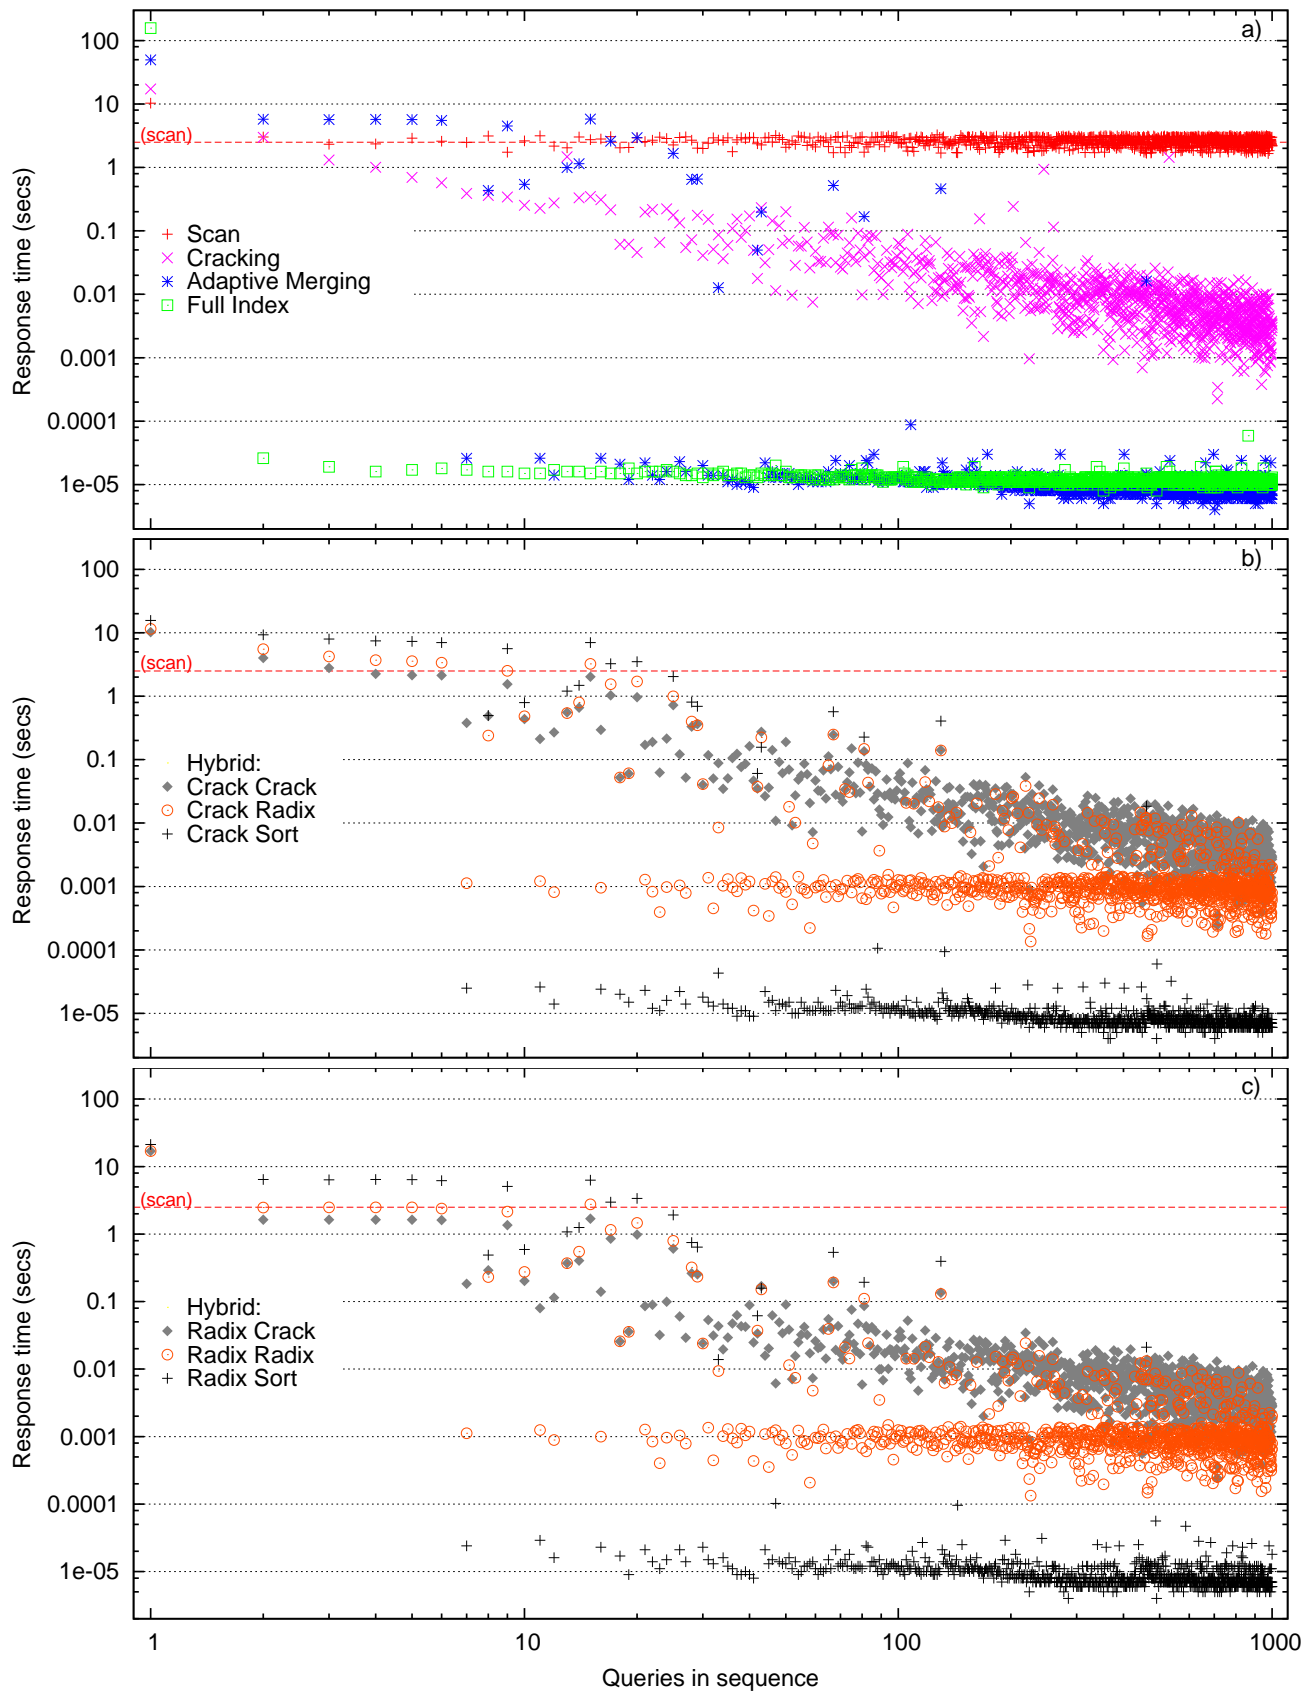 a)
100
10
(scan)
1
0.1
0.01
0.001
0.0001
1e-05
Response time (secs)
Scan
Cracking
Adaptive Merging
Full Index
b)
100
10
(scan)
1
0.1
0.01
0.001
0.0001
1e-05
Response time (secs)
Hybrid:
Crack Crack
Crack Radix
Crack Sort
c)
100
10
(scan)
1
0.1
0.01
0.001
0.0001
1e-05
Response time (secs)
Hybrid:
Radix Crack
Radix Radix
Radix Sort
1 10 100 1000
Queries in sequence